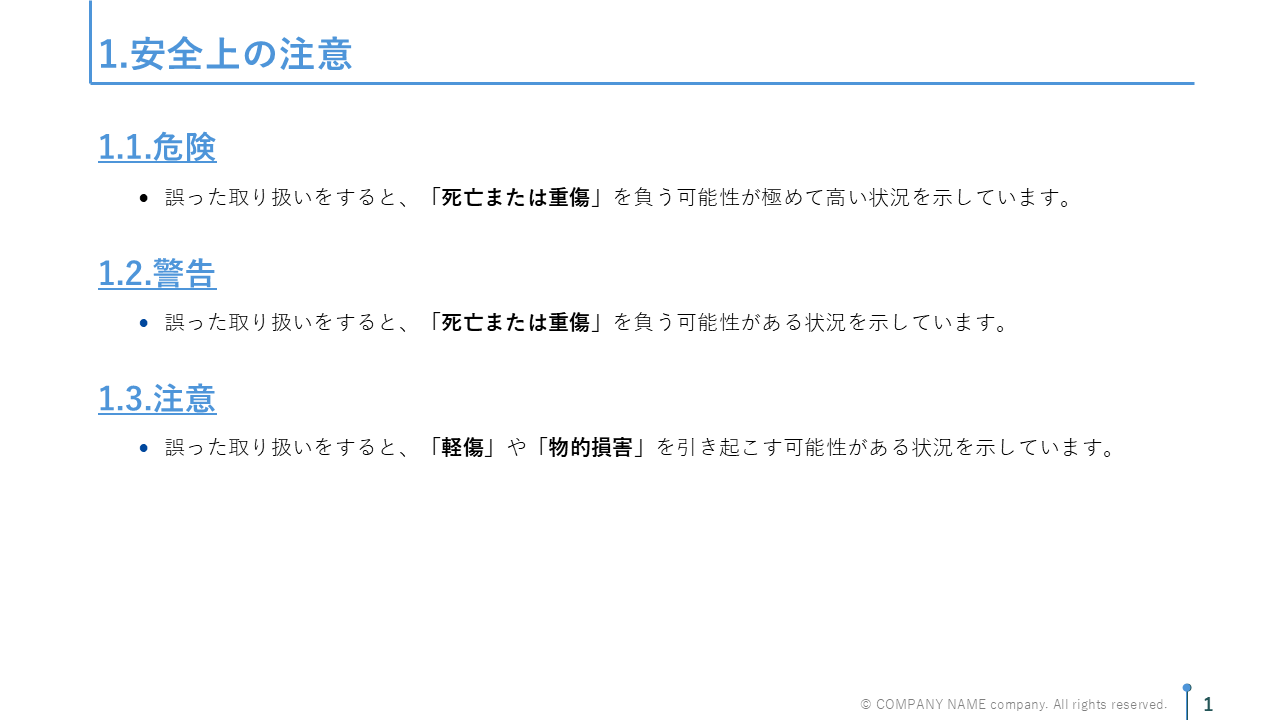 1.安全上の注意
1.1.危険
• 誤った取り扱いをすると、「死亡または重傷」を負う可能性が極めて高い状況を示しています。
1.2.警告
• 誤った取り扱いをすると、「死亡または重傷」を負う可能性がある状況を示しています。
1.3.注意
• 誤った取り扱いをすると、「軽傷」や「物的損害」を引き起こす可能性がある状況を示しています。
© COMPANY NAME company. All rights reserved.
1